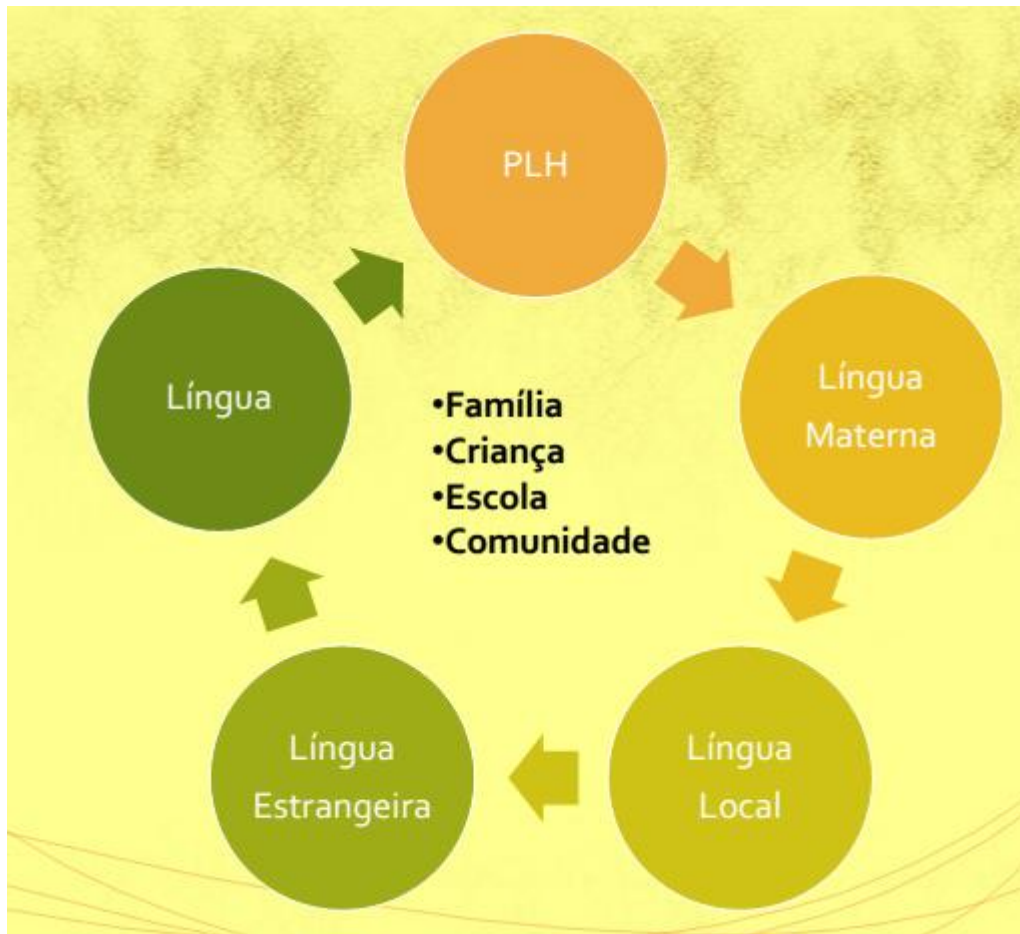 PLH
Língua
Materna
Língua
Local
Língua
Estrangeira
Língua
•Família
•Criança
•Escola
•Comunidade